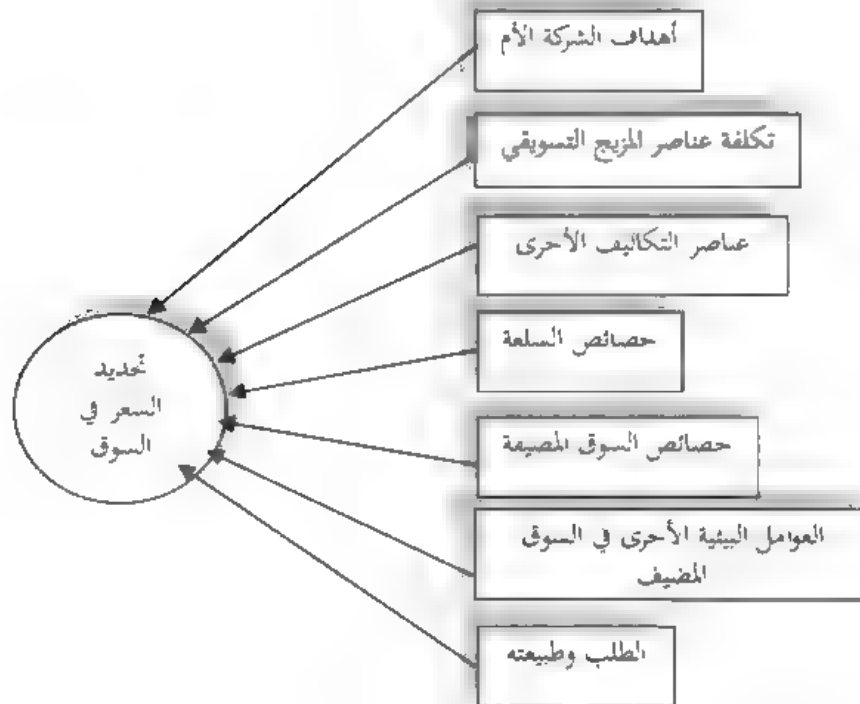 أهداف الشركة الأم
تكلفة عناصر المزيج التسويقي
عناصر التكاليف الأخرى
خصائص السلعة
خصائص السوق المضيفة
العوامل البيئية الأخرى في السوق
المضيف
الطلب وطبيعته
تحديد
السعر في
السوق